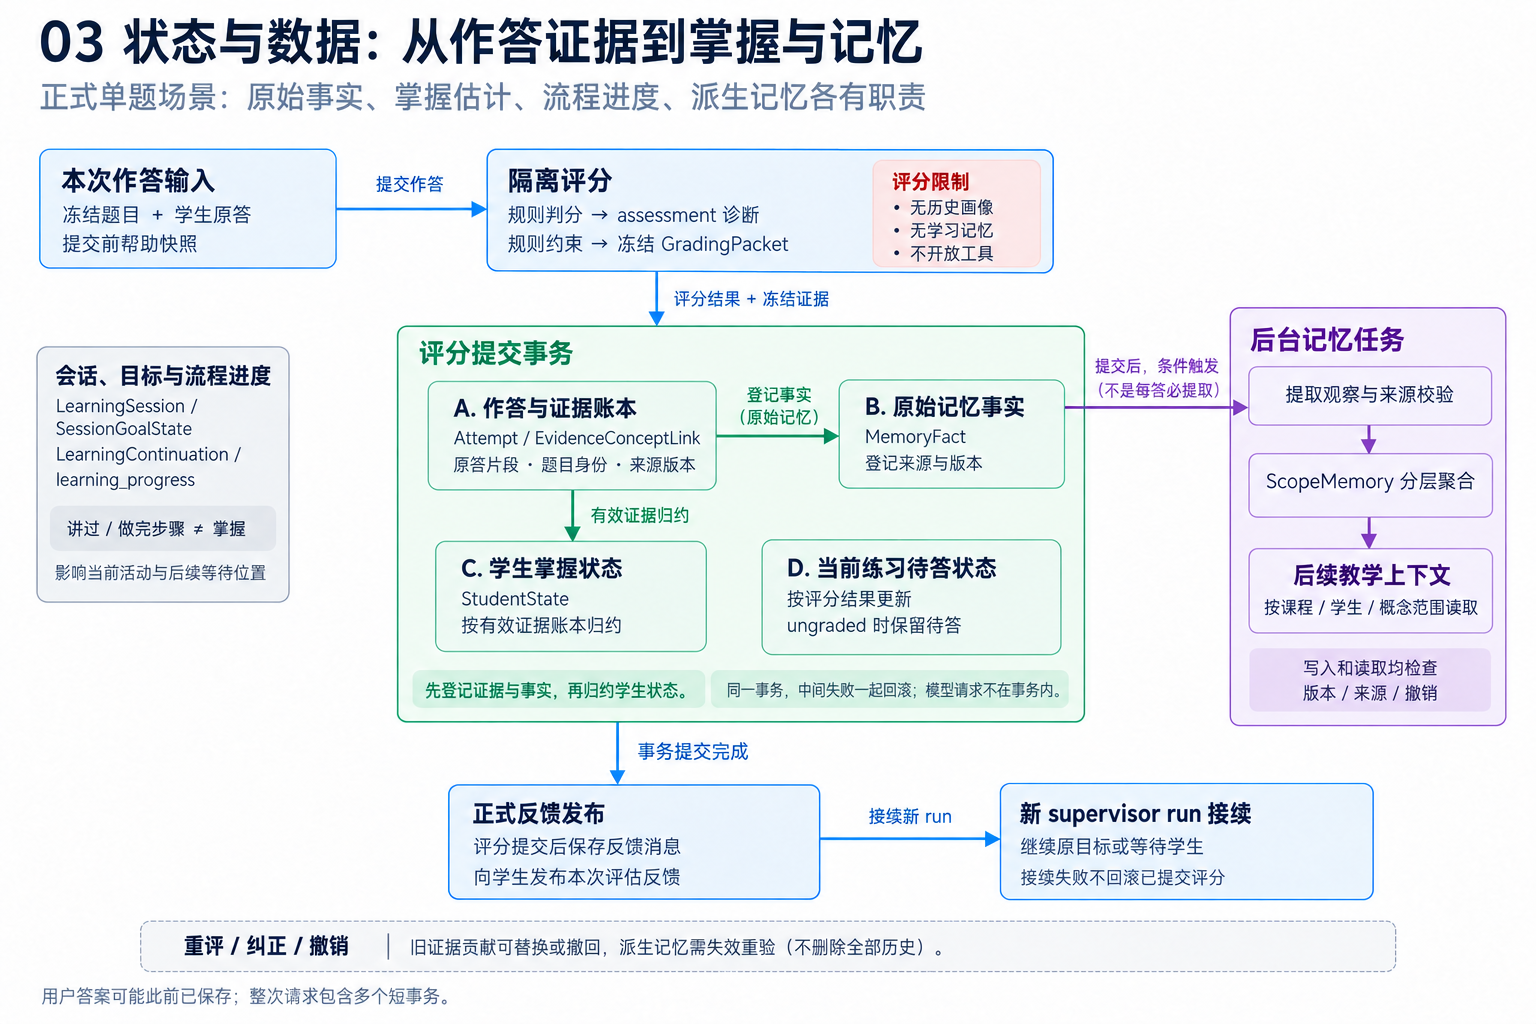 03 状态与数据：从作答证据到掌握与记忆
正式单题场景：原始事实、掌握估计、流程进度、派生记忆各有职责
本次作答输入
冻结题目 + 学生原答
提交前帮助快照
提交作答
隔离评分
规则判分 → assessment 诊断
规则约束 → 冻结 GradingPacket
评分限制
• 无历史画像
• 无学习记忆
• 不开放工具
评分结果 + 冻结证据
会话、目标与流程进度
LearningSession /
SessionGoalState
LearningContinuation /
learning_progress
讲过 / 做完步骤 ≠ 掌握
影响当前活动与后续等待位置
评分提交事务
A. 作答与证据账本
Attempt / EvidenceConceptLink
原答片段 · 题目身份 · 来源版本
登记事实
（原始记忆）
B. 原始记忆事实
MemoryFact
登记来源与版本
有效证据归约
C. 学生掌握状态
StudentState
按有效证据账本归约
D. 当前练习待答状态
按评分结果更新
ungraded 时保留待答
先登记证据与事实，再归约学生状态。
同一事务，中间失败一起回滚；模型请求不在事务内。
提交后，条件触发
（不是每答必提取）
后台记忆任务
提取观察与来源校验
ScopeMemory 分层聚合
后续教学上下文
按课程 / 学生 / 概念范围读取
写入和读取均检查
版本 / 来源 / 撤销
事务提交完成
正式反馈发布
评分提交后保存反馈消息
向学生发布本次评估反馈
接续新 run
新 supervisor run 接续
继续原目标或等待学生
接续失败不回滚已提交评分
重评 / 纠正 / 撤销
旧证据贡献可替换或撤回，派生记忆需失效重验（不删除全部历史）。
用户答案可能此前已保存；整次请求包含多个短事务。